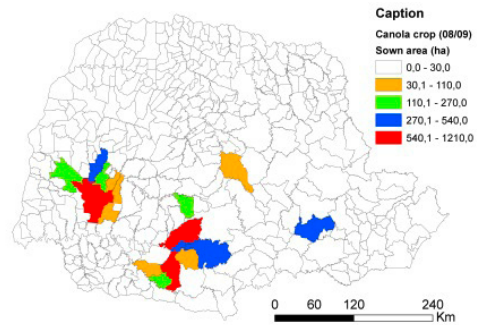 Caption
Canola crop (08/09)
Sown area (ha)
0,0 - 30,0
30,1 - 110,0
110,1 - 270,0
270,1 - 540,0
540,1 - 1210,0
0 60 120 240
Km